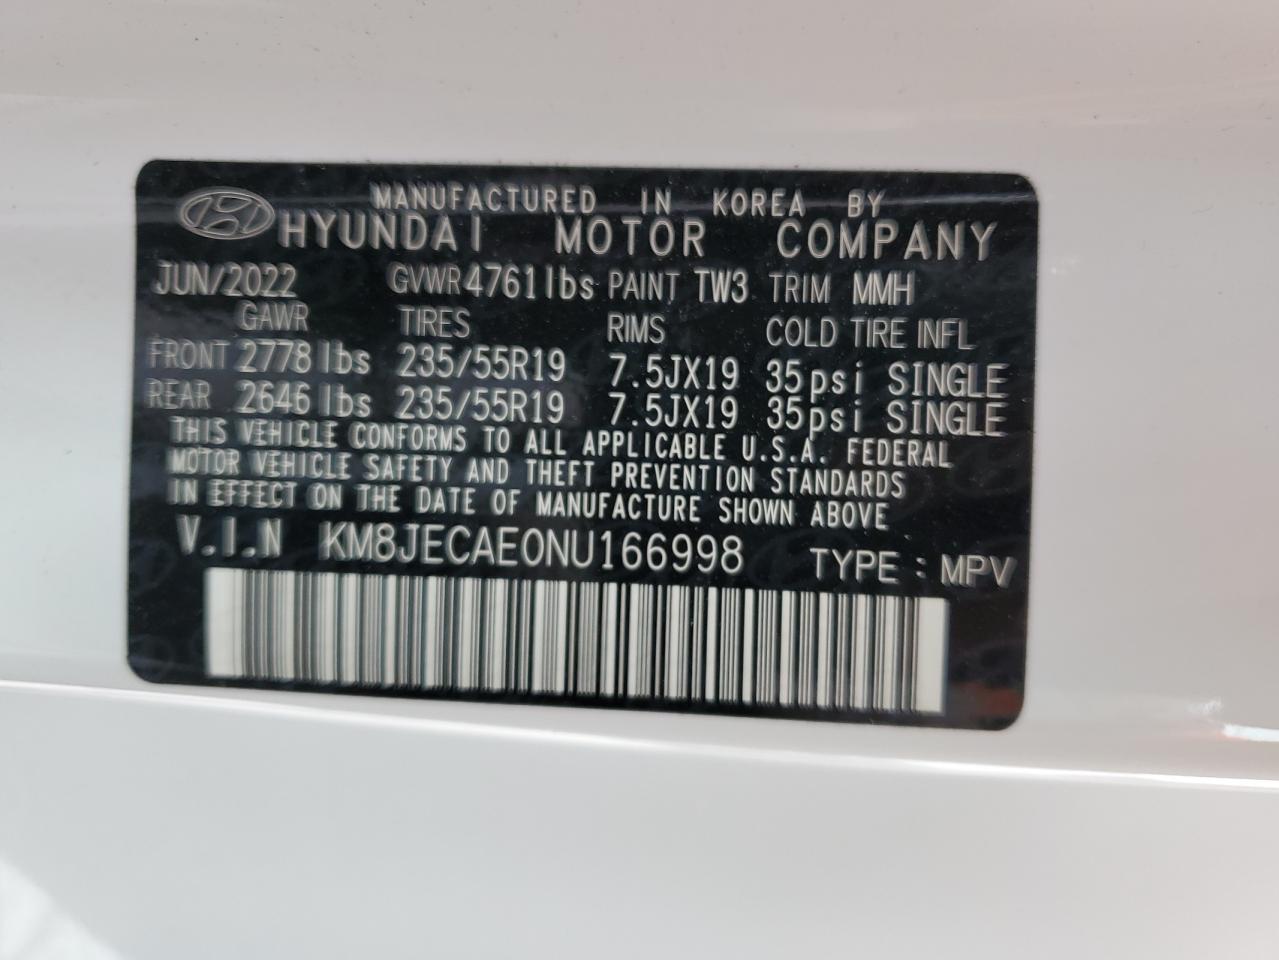 MANUFACTURED IN KOREA BY
HYUNDAI MOTOR COMPANY
JUN/2022 GVWR 4761lbs PAINT TW3 TRIM MMH
GAWR TIRES RIMS COLD TIRE INFL
FRONT 2778 lbs 235/55R19 7.5JX19 35psi SINGLE
REAR 2646 lbs 235/55R19 7.5JX19 35psi SINGLE
THIS VEHICLE CONFORMS TO ALL APPLICABLE U.S.A. FEDERAL
MOTOR VEHICLE SAFETY AND THEFT PREVENTION STANDARDS
IN EFFECT ON THE DATE OF MANUFACTURE SHOWN ABOVE
V.I.N KM8JECAE0NU166998 TYPE : MPV